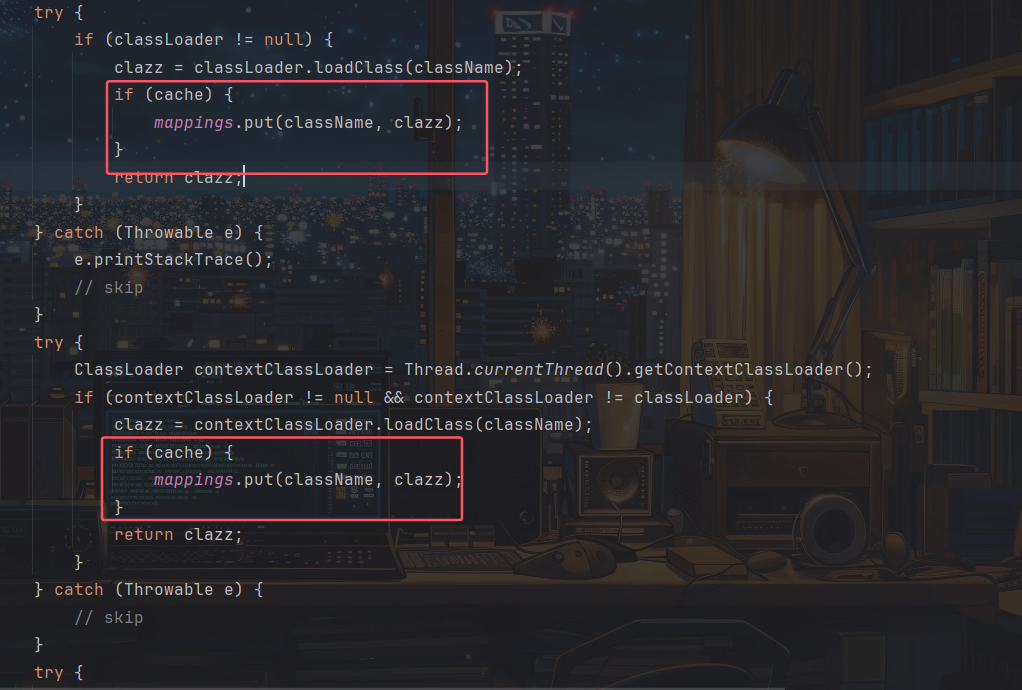 try {
if (classLoader != null) {
clazz = classLoader.loadClass(className);
if (cache) {
mappings.put(className, clazz);
}
return clazz;
}
} catch (Throwable e) {
e.printStackTrace();
// skip
}
try {
ClassLoader contextClassLoader = Thread.currentThread().getContextClassLoader();
if (contextClassLoader != null && contextClassLoader != classLoader) {
clazz = contextClassLoader.loadClass(className);
if (cache) {
mappings.put(className, clazz);
}
return clazz;
}
} catch (Throwable e) {
// skip
}
try {